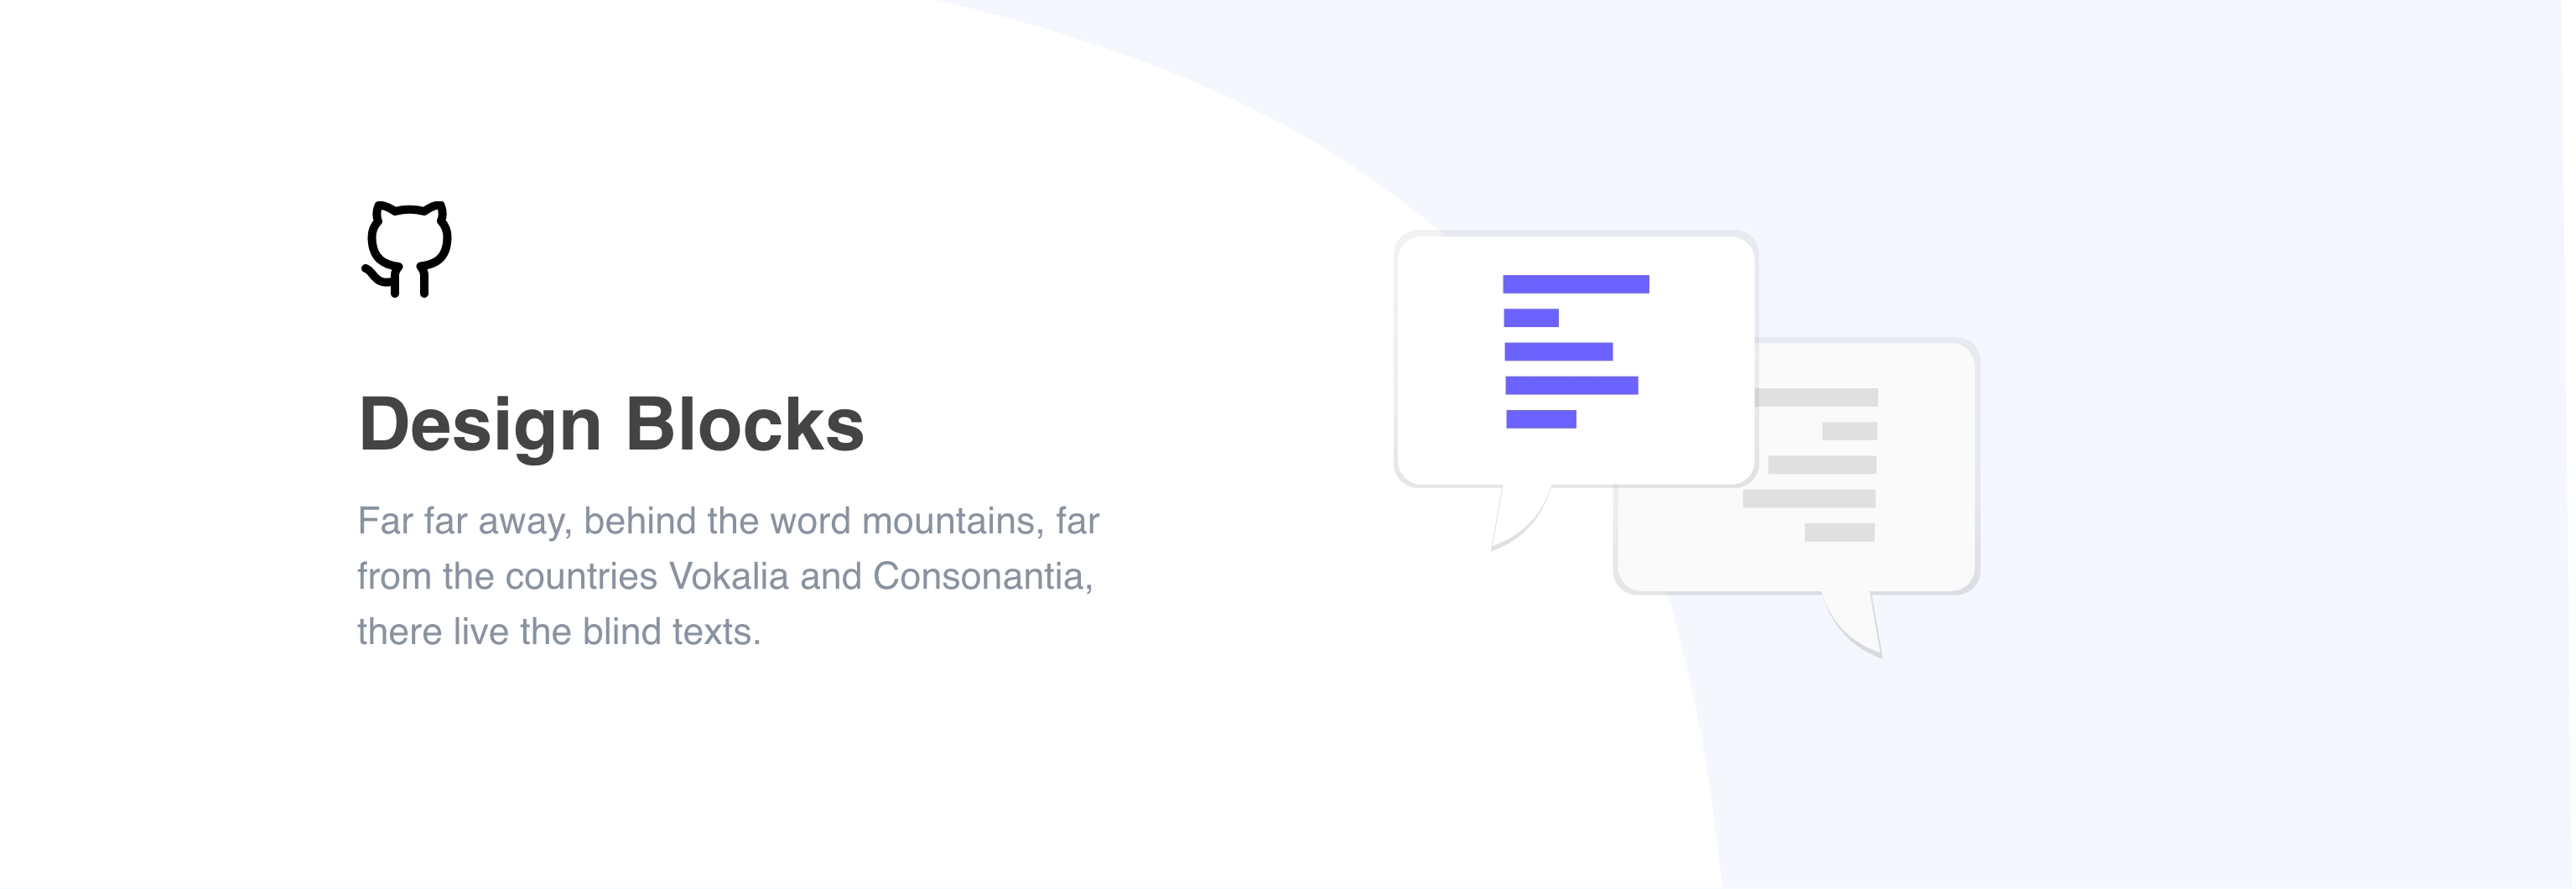 Design Blocks
Far far away, behind the word mountains, far
from the countries Vokalia and Consonantia,
there live the blind texts.